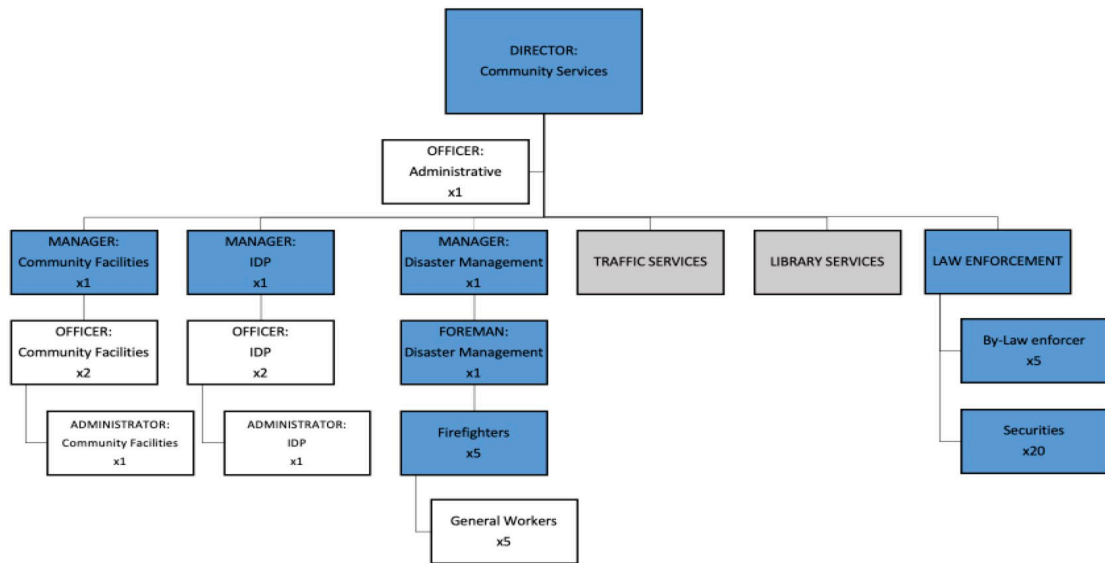 DIRECTOR:
Community Services
OFFICER:
Administrative
x1
MANAGER:
Community Facilities
x1
MANAGER:
IDP
x1
MANAGER:
Disaster Management
x1
TRAFFIC SERVICES
LIBRARY SERVICES
LAW ENFORCEMENT
OFFICER:
Community Facilities
x2
OFFICER:
IDP
x2
FOREMAN:
Disaster Management
x1
By-Law enforcer
x5
ADMINISTRATOR:
Community Facilities
x1
ADMINISTRATOR:
IDP
x1
Firefighters
x5
Securities
x20
General Workers
x5